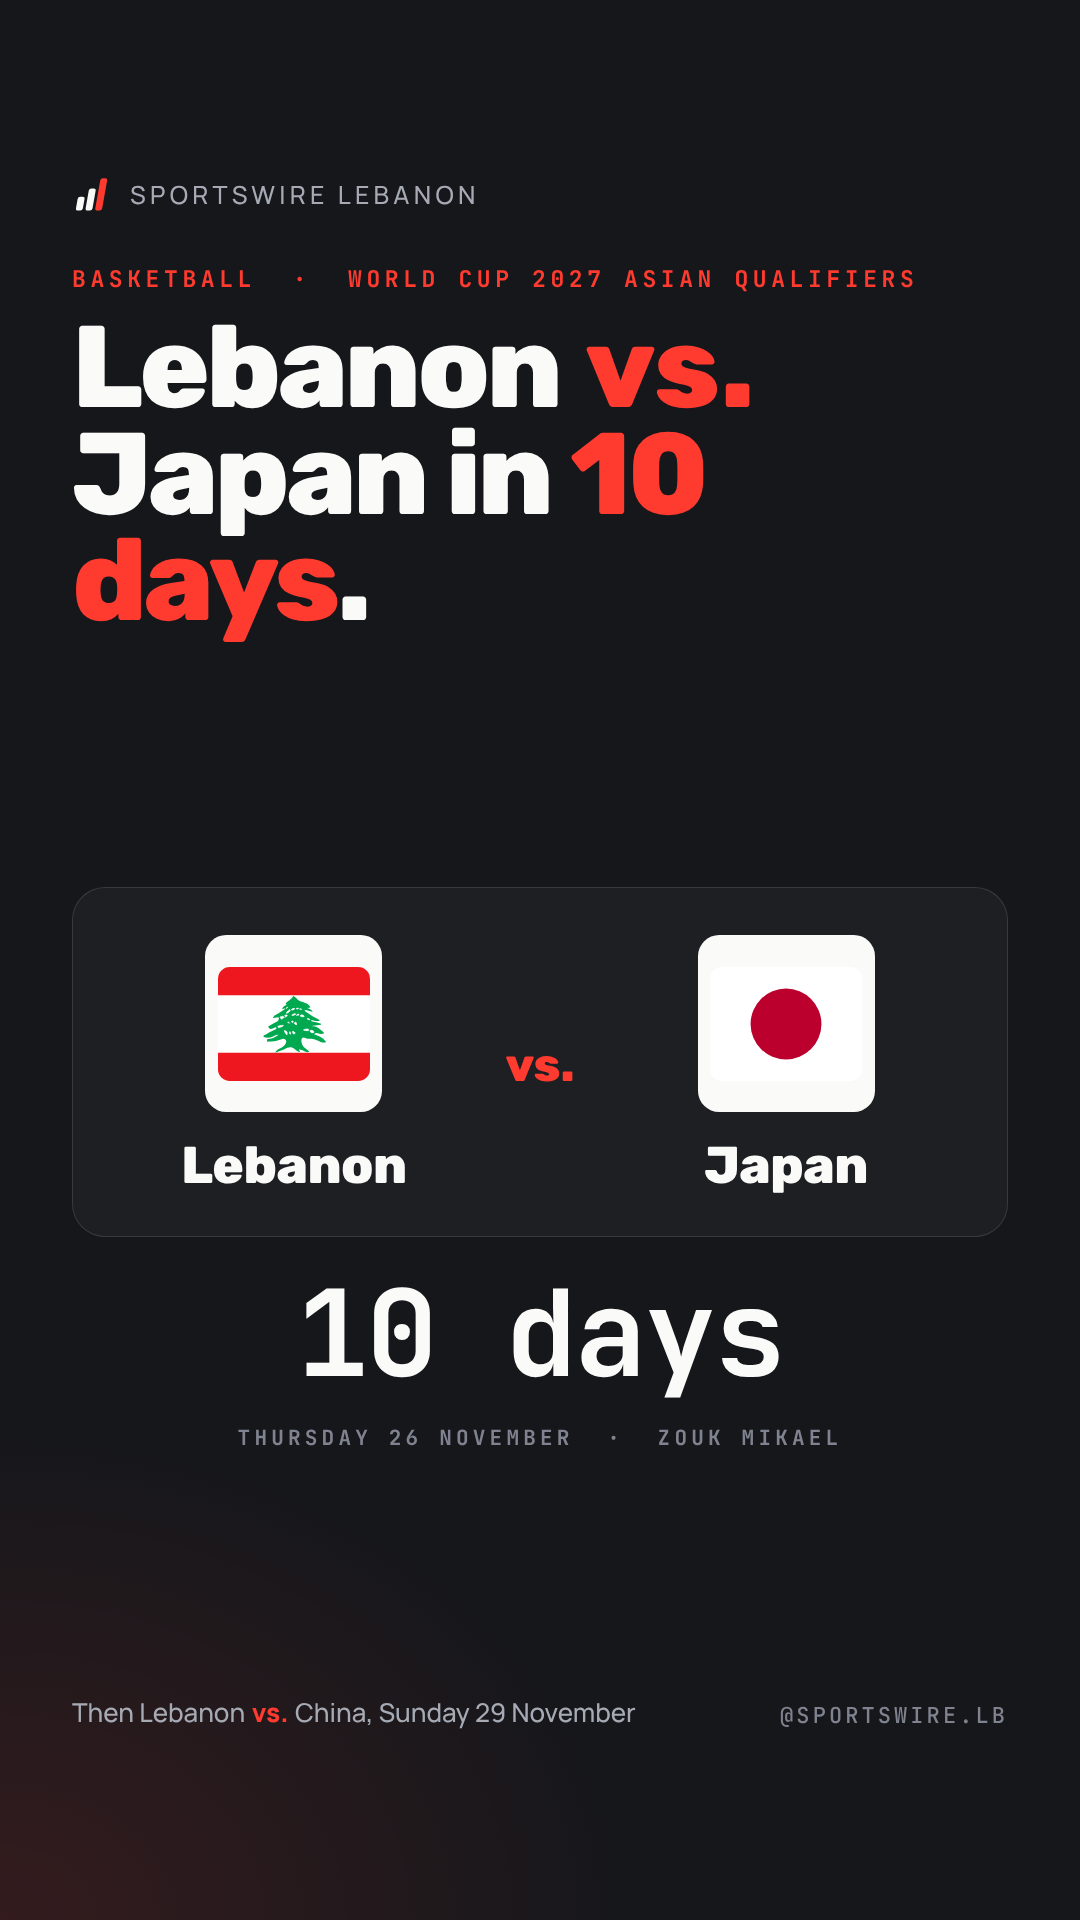 SPORTSWIRE LEBANON
BASKETBALL · WORLD CUP 2027 ASIAN QUALIFIERS
Lebanon vs.
Japan in 10
days.
vs.
Lebanon
Japan
10 days
THURSDAY 26 NOVEMBER · ZOUK MIKAEL
Then Lebanon vs. China, Sunday 29 November
@SPORTSWIRE.LB